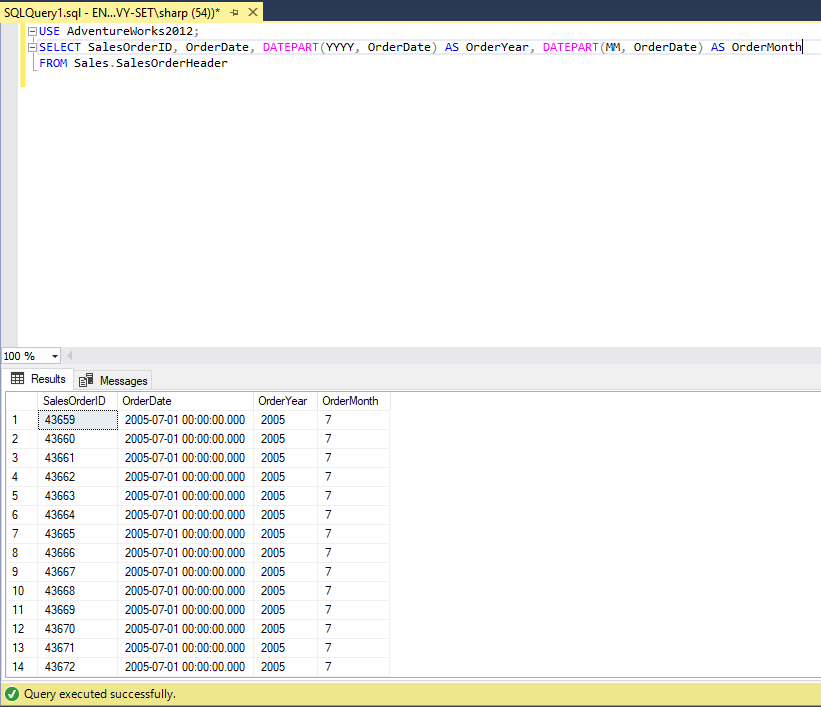 SQLQuery1.sql - EN...VY-SET\sharp (54))*
USE AdventureWorks2012;
SELECT SalesOrderID, OrderDate, DATEPART(YYYY, OrderDate) AS OrderYear, DATEPART(MM, OrderDate) AS OrderMonth
FROM Sales.SalesOrderHeader
100 %
Results Messages
SalesOrderID OrderDate OrderYear OrderMonth
1 43659 2005-07-01 00:00:00.000 2005 7
2 43660 2005-07-01 00:00:00.000 2005 7
3 43661 2005-07-01 00:00:00.000 2005 7
4 43662 2005-07-01 00:00:00.000 2005 7
5 43663 2005-07-01 00:00:00.000 2005 7
6 43664 2005-07-01 00:00:00.000 2005 7
7 43665 2005-07-01 00:00:00.000 2005 7
8 43666 2005-07-01 00:00:00.000 2005 7
9 43667 2005-07-01 00:00:00.000 2005 7
10 43668 2005-07-01 00:00:00.000 2005 7
11 43669 2005-07-01 00:00:00.000 2005 7
12 43670 2005-07-01 00:00:00.000 2005 7
13 43671 2005-07-01 00:00:00.000 2005 7
14 43672 2005-07-01 00:00:00.000 2005 7
Query executed successfully.